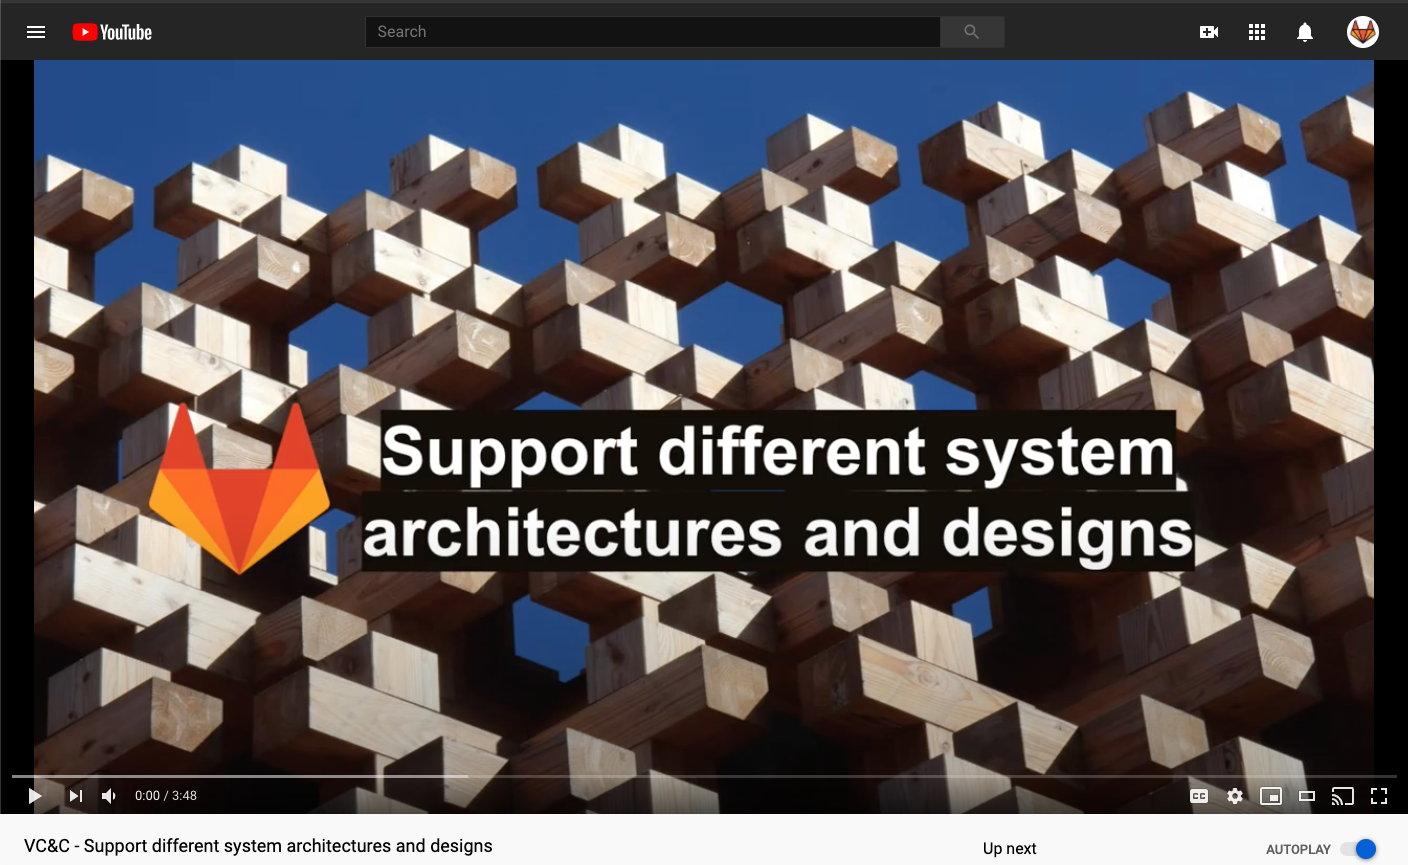 YouTube
Search
Support different system
architectures and designs
0:00 / 3:48
CC
VC&C - Support different system architectures and designs
Up next
AUTOPLAY